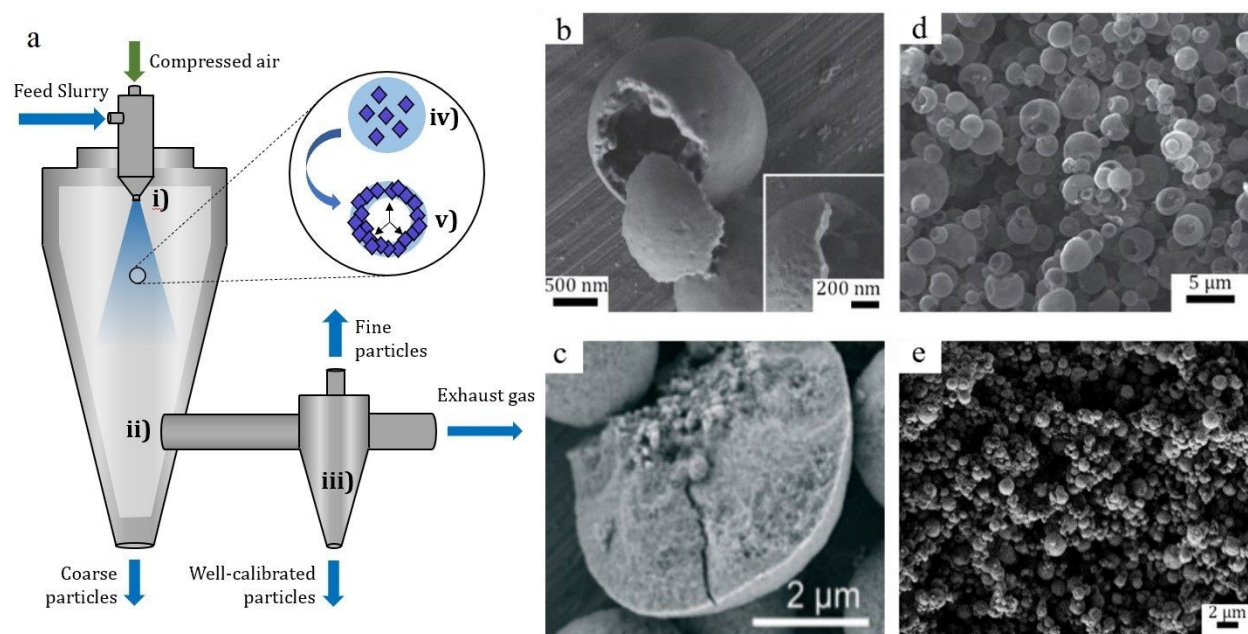 a
Compressed air
Feed Slurry
i)
iv)
v)
Fine
particles
Exhaust gas
ii)
iii)
Coarse
particles
Well-calibrated
particles
b
500 nm
200 nm
d
5 µm
c
2 µm
e
2 µm